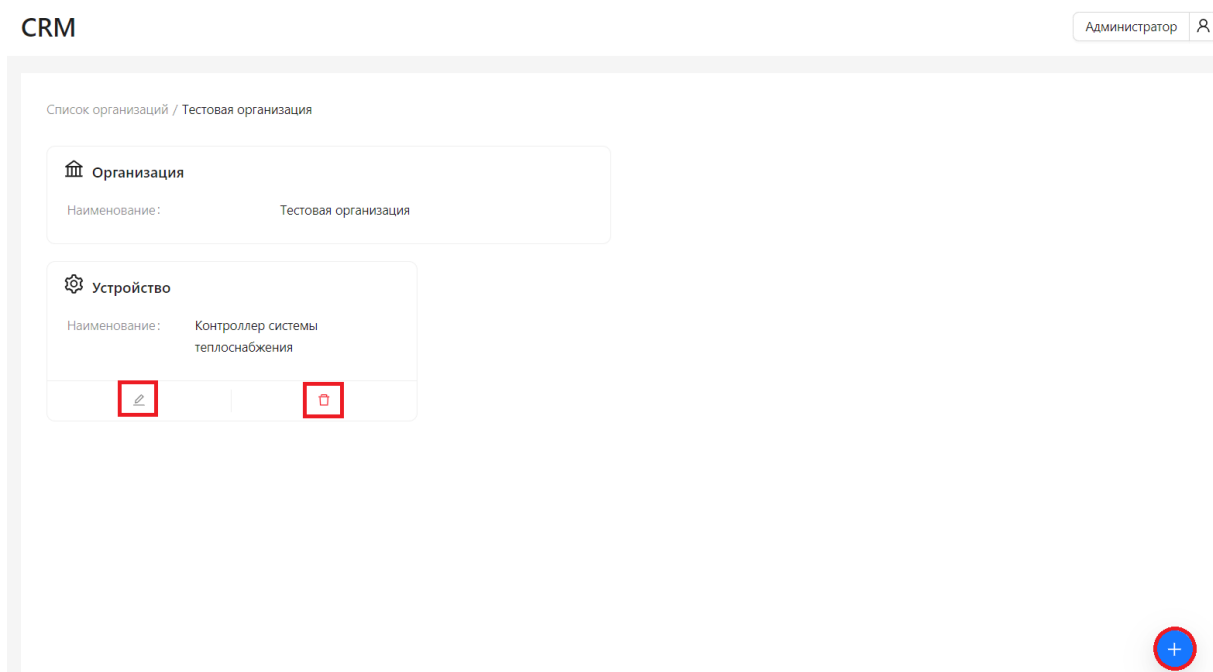 CRM
Администратор
Список организаций / Тестовая организация
Организация
Наименование: Тестовая организация
Устройство
Наименование: Контроллер системы
теплоснабжения